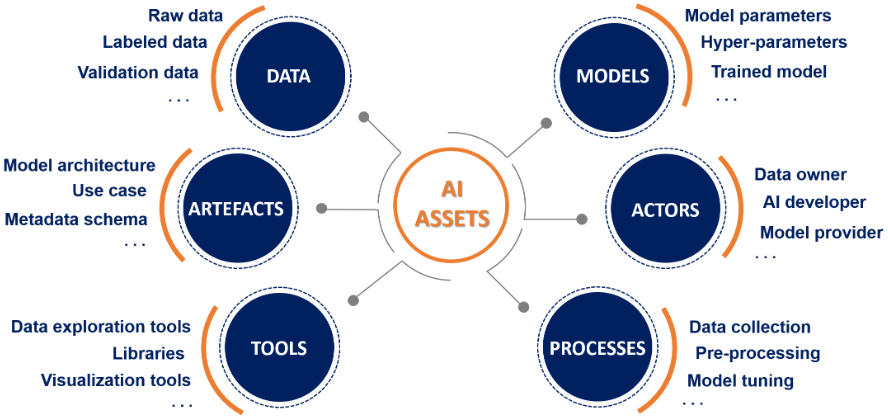 Raw data
Labeled data
Validation data
. . .
DATA
Model parameters
Hyper-parameters
Trained model
. . .
MODELS
Model architecture
Use case
Metadata schema
. . .
ARTEFACTS
AI
ASSETS
Data owner
AI developer
Model provider
. . .
ACTORS
Data exploration tools
Libraries
Visualization tools
. . .
TOOLS
Data collection
Pre-processing
Model tuning
. . .
PROCESSES